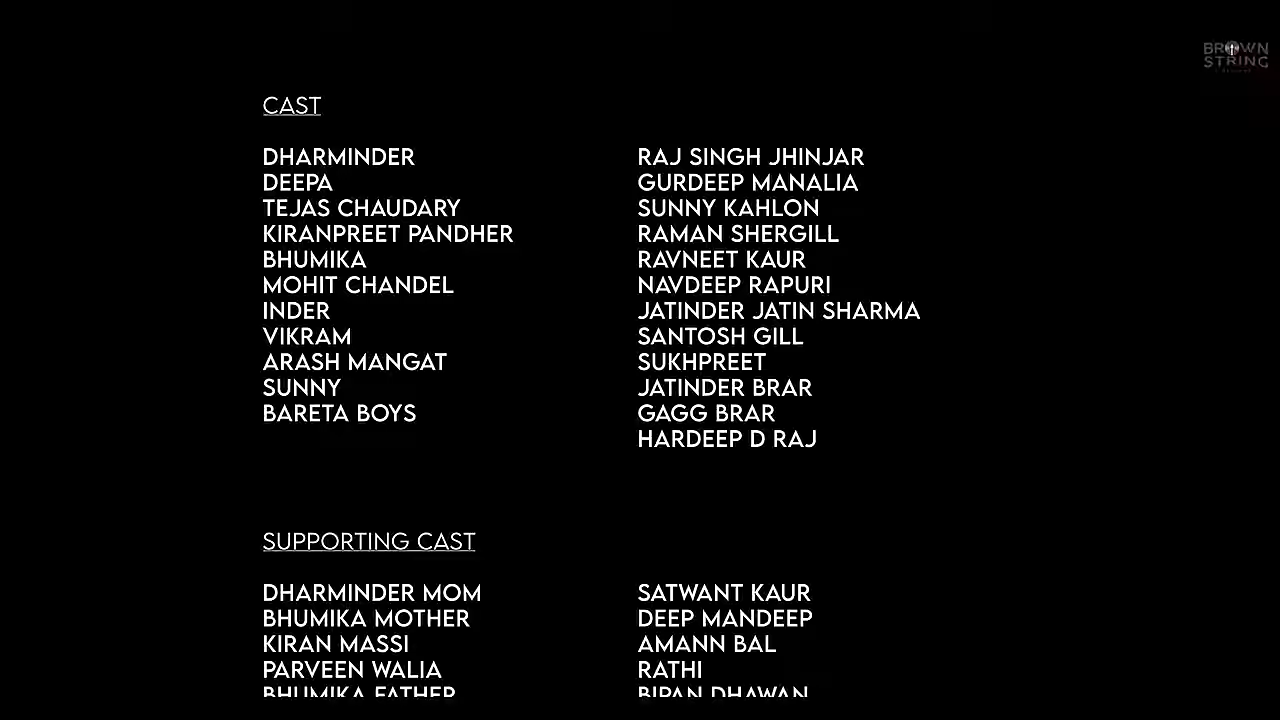 BROWN
STRING
CAST
DHARMINDER RAJ SINGH JHINJAR
DEEPA GURDEEP MANALIA
TEJAS CHAUDARY SUNNY KAHLON
KIRANPREET PANDHER RAMAN SHERGILL
BHUMIKA RAVNEET KAUR
MOHIT CHANDEL NAVDEEP RAPURI
INDER JATINDER JATIN SHARMA
VIKRAM SANTOSH GILL
ARASH MANGAT SUKHPREET
SUNNY JATINDER BRAR
BARETA BOYS GAGG BRAR
HARDEEP D RAJ
SUPPORTING CAST
DHARMINDER MOM SATWANT KAUR
BHUMIKA MOTHER DEEP MANDEEP
KIRAN MASSI AMANN BAL
PARVEEN WALIA RATHI
BHUMIKA FATHER BIPAN DHAWAN